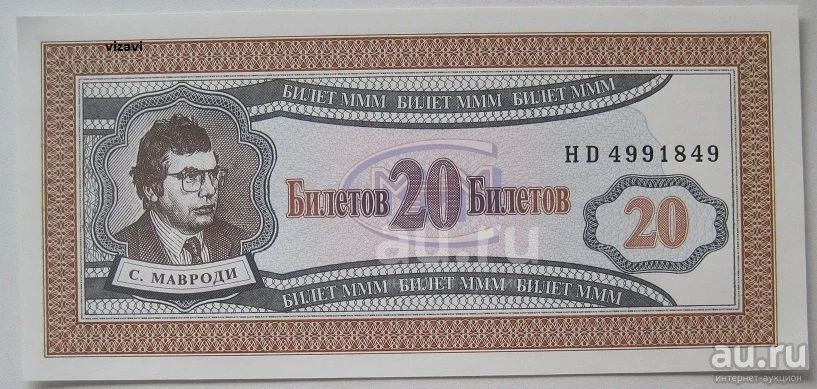 vizavi
БИЛЕТ МММ БИЛЕТ МММ БИЛЕТ МММ
HD 4991849
Билетов 20 Билетов
20
au.ru
С. МАВРОДИ
БИЛЕТ МММ БИЛЕТ МММ БИЛЕТ МММ
au.ru
интернет-аукцион